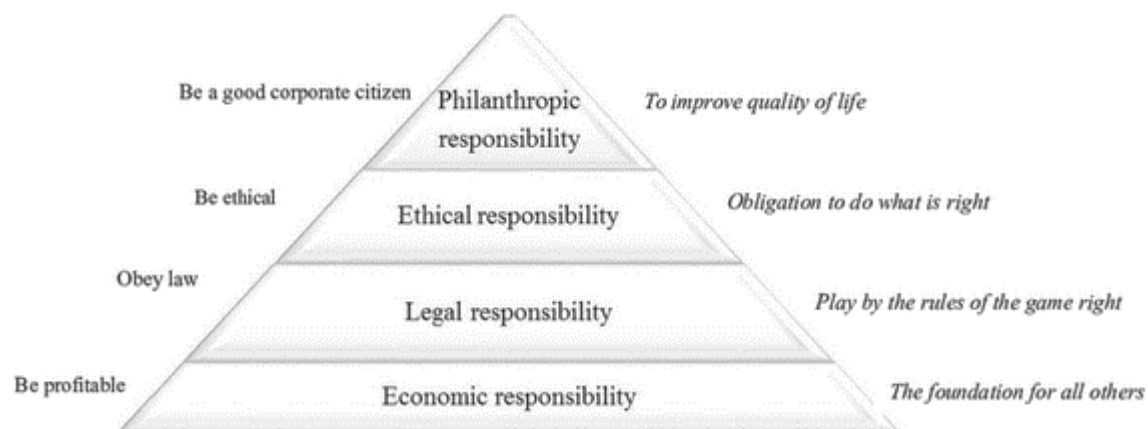 Be a good corporate citizen
Philanthropic
responsibility
To improve quality of life
Be ethical
Ethical responsibility
Obligation to do what is right
Obey law
Legal responsibility
Play by the rules of the game right
Be profitable
Economic responsibility
The foundation for all others